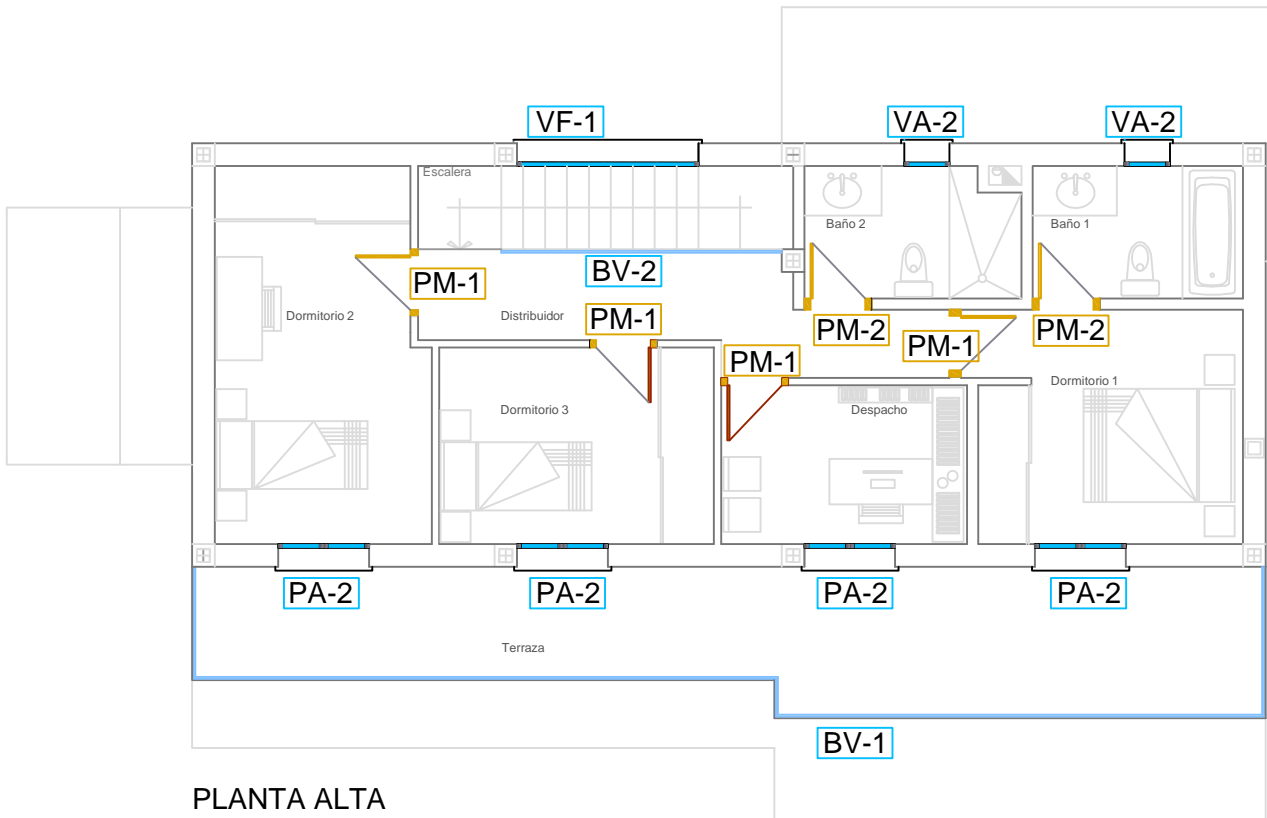 VF-1
VA-2
VA-2
Escalera
Baño 2
Baño 1
BV-2
PM-1
Dormitorio 2
Distribuidor
PM-1
PM-2
PM-1
PM-2
PM-1
Dormitorio 1
Dormitorio 3
Despacho
PA-2
PA-2
PA-2
PA-2
Terraza
BV-1
PLANTA ALTA